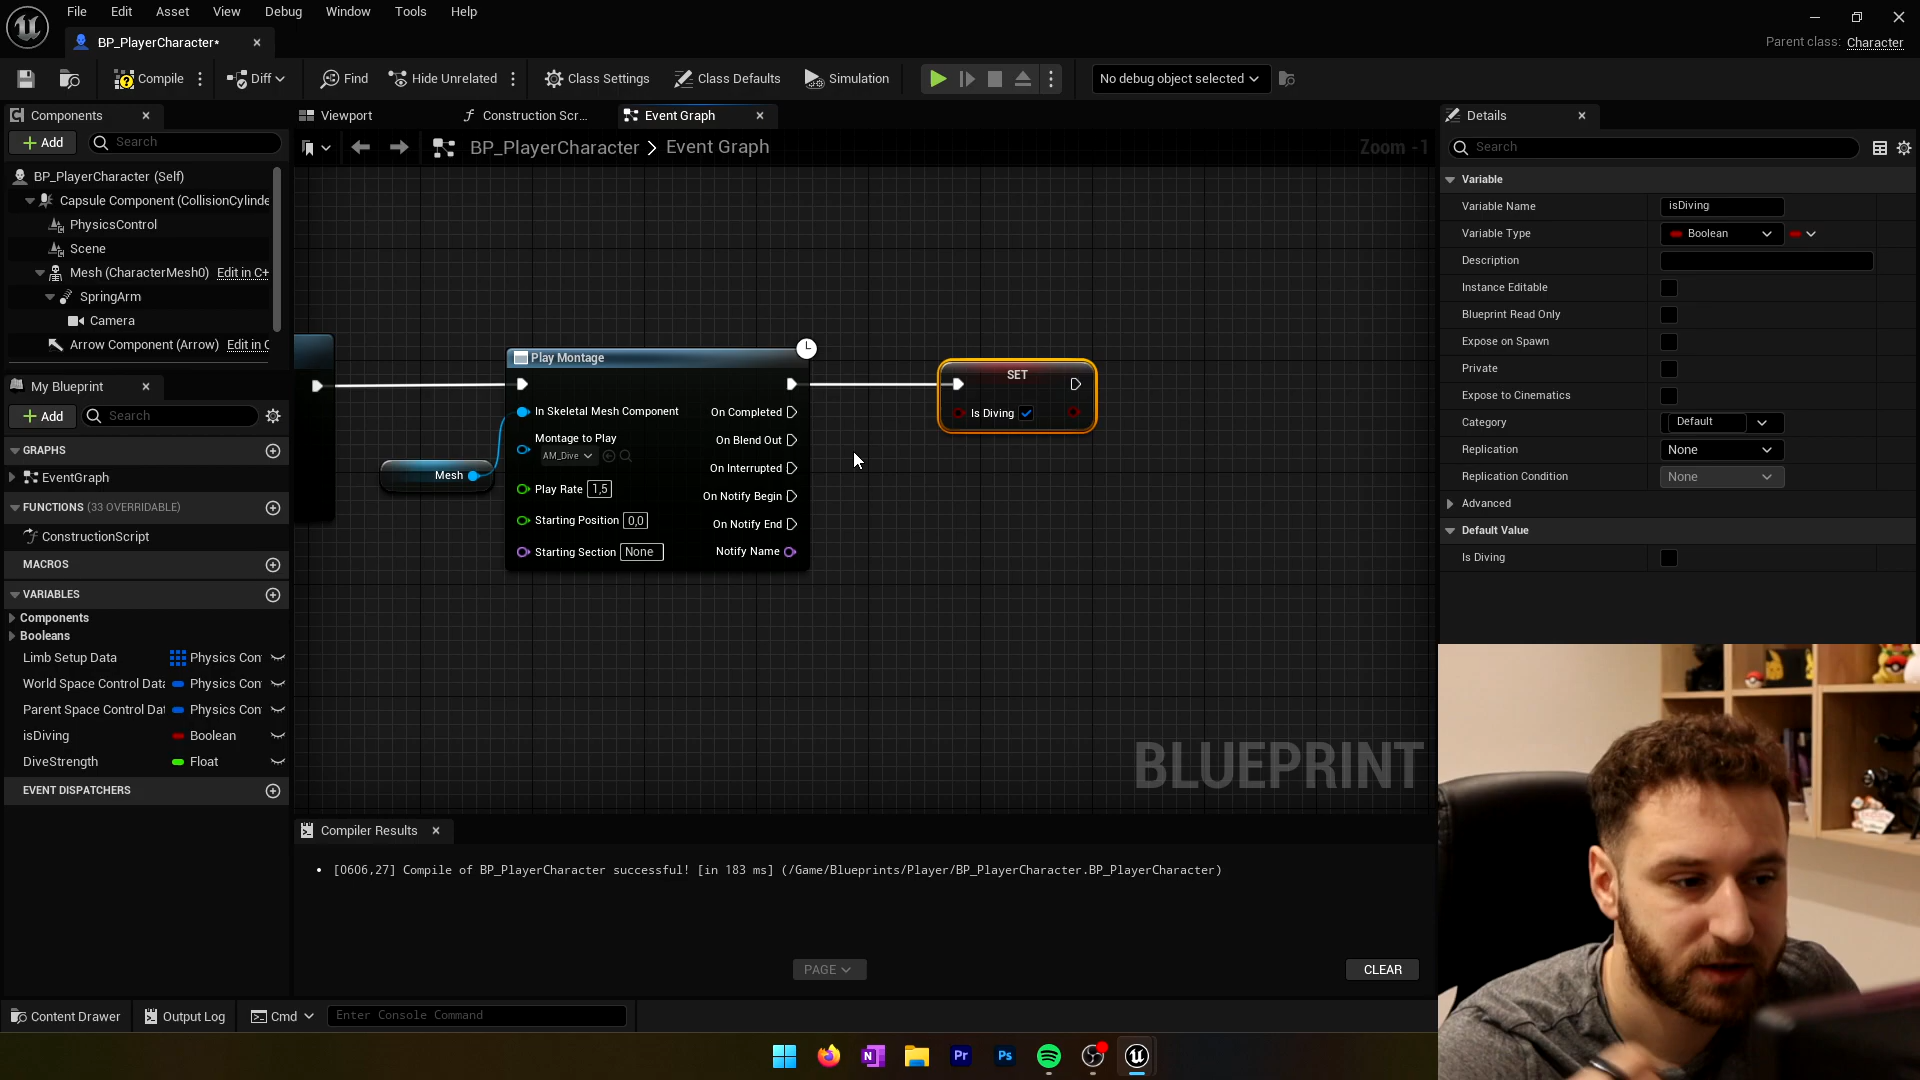 File Edit Asset View Debug Window Tools Help
BP_PlayerCharacter*
Parent class: Character
Compile Diff Find Hide Unrelated Class Settings Class Defaults Simulation No debug object selected
Components
Add Search
BP_PlayerCharacter (Self)
Capsule Component (CollisionCylinde
PhysicsControl
Scene
Mesh (CharacterMesh0) Edit in C+
SpringArm
Camera
Arrow Component (Arrow) Edit in C
My Blueprint
Add Search
GRAPHS
EventGraph
FUNCTIONS (33 OVERRIDABLE)
ConstructionScript
MACROS
VARIABLES
Components
Booleans
Limb Setup Data Physics Con
World Space Control Data Physics Con
Parent Space Control Dat Physics Con
isDiving Boolean
DiveStrength Float
EVENT DISPATCHERS
Viewport Construction Scr... Event Graph
BP_PlayerCharacter > Event Graph Zoom -1
Play Montage
In Skeletal Mesh Component On Completed
Montage to Play On Blend Out
AM_Dive
On Interrupted
Mesh
Play Rate 1,5 On Notify Begin
Starting Position 0,0 On Notify End
Starting Section None Notify Name
SET
Is Diving
BLUEPRINT
Compiler Results
[0606,27] Compile of BP_PlayerCharacter successful! [in 183 ms] (/Game/Blueprints/Player/BP_PlayerCharacter.BP_PlayerCharacter)
PAGE CLEAR
Details
Search
Variable
Variable Name isDiving
Variable Type Boolean
Description
Instance Editable
Blueprint Read Only
Expose on Spawn
Private
Expose to Cinematics
Category Default
Replication None
Replication Condition None
Advanced
Default Value
Is Diving
Content Drawer Output Log Cmd Enter Console Command
Pr Ps